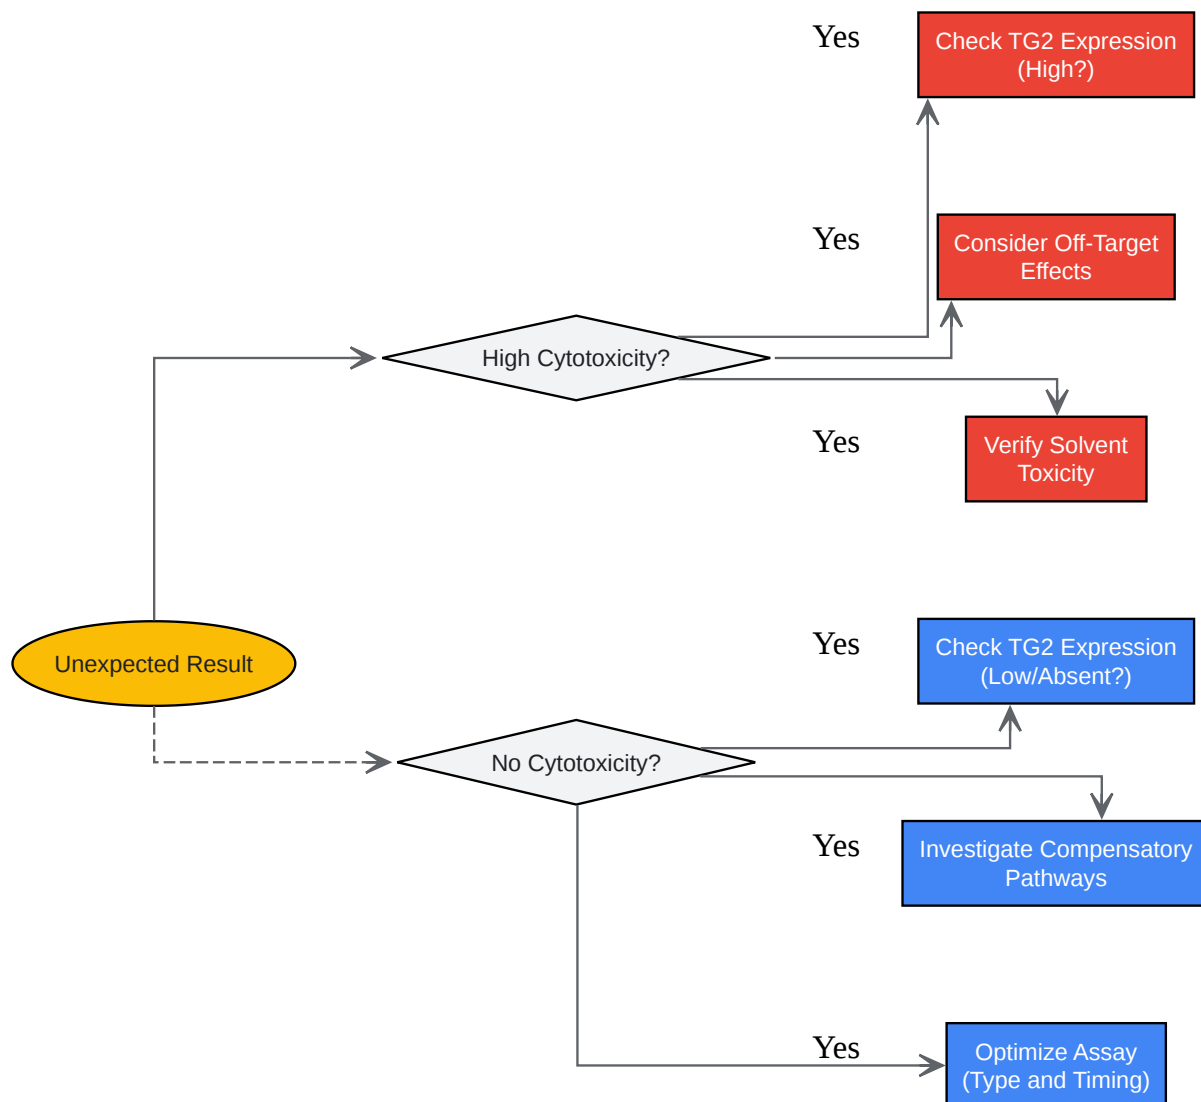 Yes
Check TG2 Expression
(High?)
Yes
Consider Off-Target
Effects
High Cytotoxicity?
Yes
Verify Solvent
Toxicity
Unexpected Result
Yes
Check TG2 Expression
(Low/Absent?)
No Cytotoxicity?
Yes
Investigate Compensatory
Pathways
Yes
Optimize Assay
(Type and Timing)